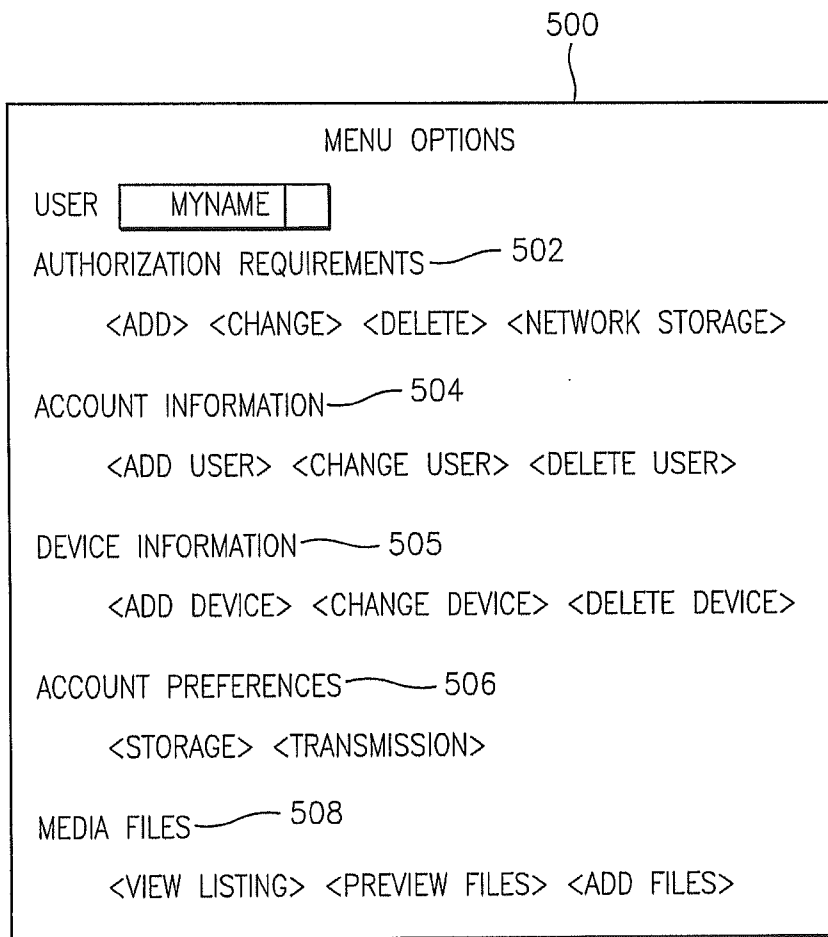 500
MENU OPTIONS
USER MYNAME
AUTHORIZATION REQUIREMENTS 502
<ADD> <CHANGE> <DELETE> <NETWORK STORAGE>
ACCOUNT INFORMATION 504
<ADD USER> <CHANGE USER> <DELETE USER>
DEVICE INFORMATION 505
<ADD DEVICE> <CHANGE DEVICE> <DELETE DEVICE>
ACCOUNT PREFERENCES 506
<STORAGE> <TRANSMISSION>
MEDIA FILES 508
<VIEW LISTING> <PREVIEW FILES> <ADD FILES>